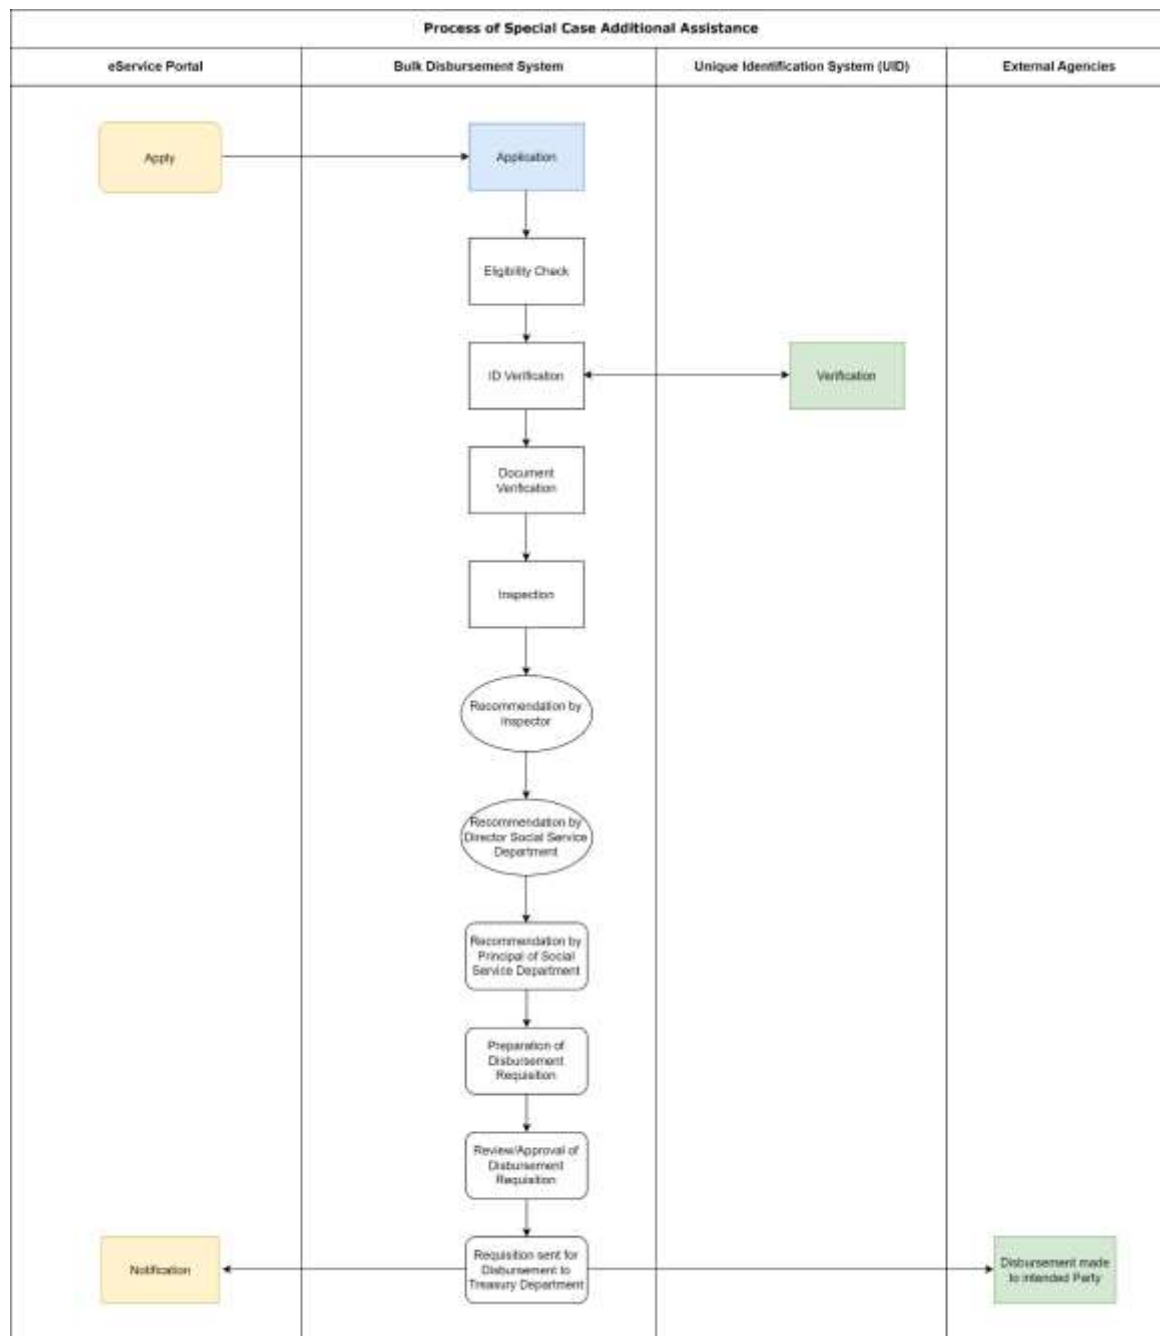 Process of Special Case Additional Assistance
eService Portal
Bulk Disbursement System
Unique Identification System (UID)
External Agencies
Apply
Application
Eligibility Check
ID Verification
Verification
Document
Verification
Inspection
Recommendation by
Inspector
Recommendation by
Director Social Service
Department
Recommendation by
Principal of Social
Service Department
Preparation of
Disbursement
Requisition
Review/Approval of
Disbursement
Requisition
Notification
Requisition sent for
Disbursement to
Treasury Department
Disbursement made
to intended Party